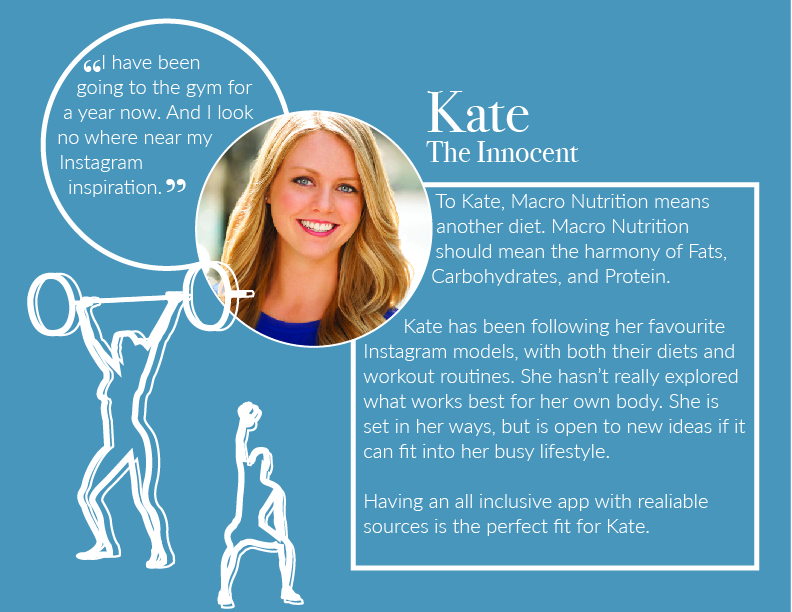 “I have been
going to the gym for
a year now. And I look
no where near my
Instagram
inspiration.”
Kate
The Innocent
To Kate, Macro Nutrition means
another diet. Macro Nutrition
should mean the harmony of Fats,
Carbohydrates, and Protein.
Kate has been following her favourite
Instagram models, with both their diets and
workout routines. She hasn’t really explored
what works best for her own body. She is
set in her ways, but is open to new ideas if it
can fit into her busy lifestyle.
Having an all inclusive app with realiable
sources is the perfect fit for Kate.